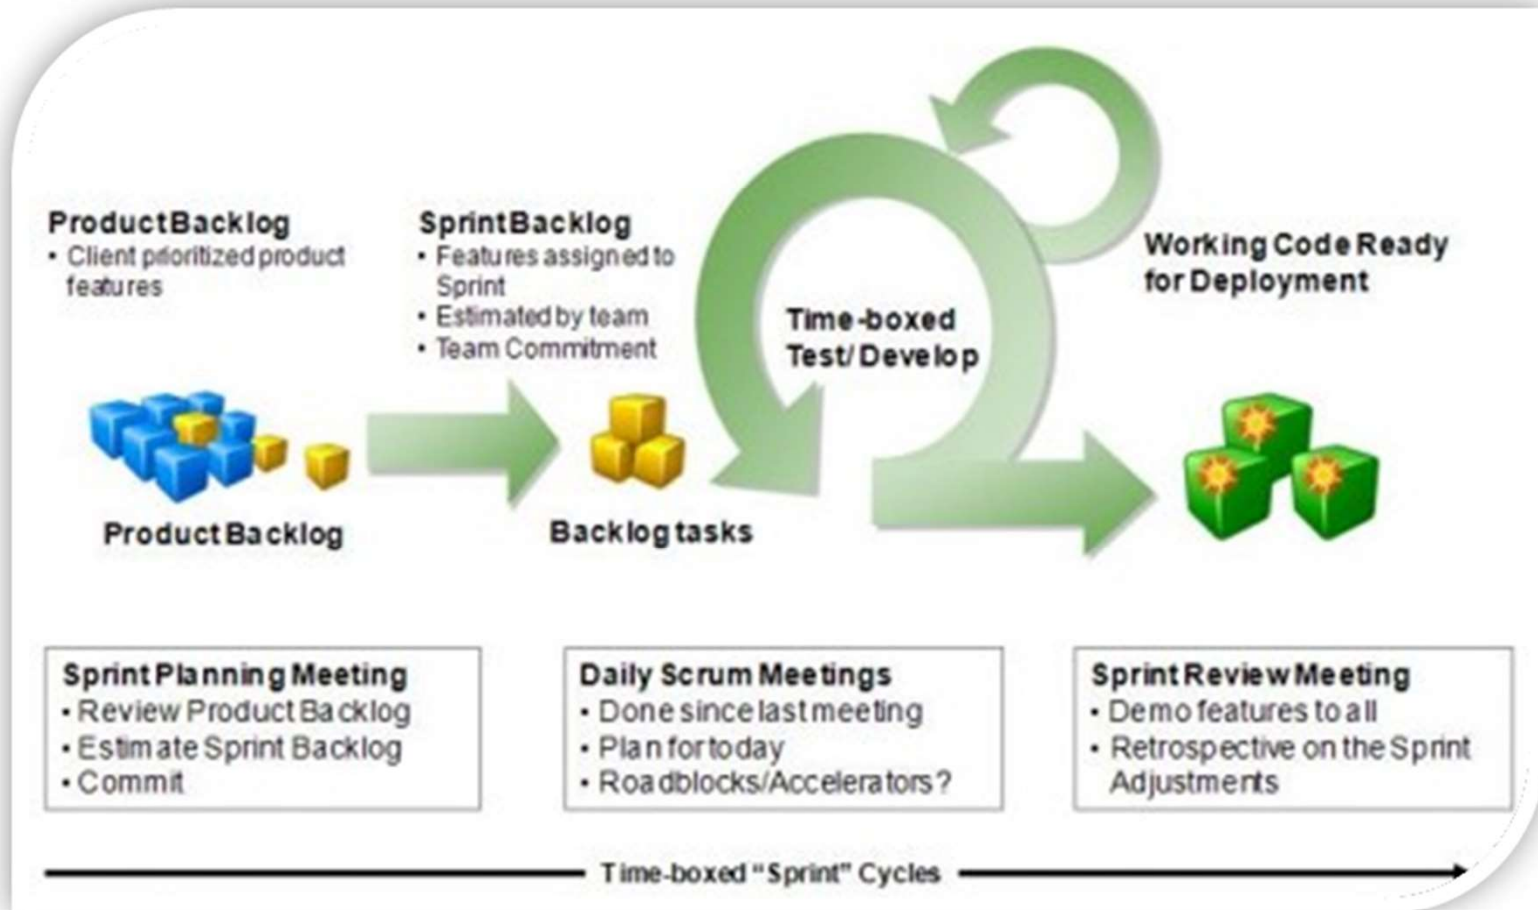 Product Backlog
• Client prioritized product
features
Sprint Backlog
• Features assigned to
Sprint
• Estimated by team
• Team Commitment
Working Code Ready
for Deployment
Time-boxed
Test/ Develop
Product Backlog
Backlog tasks
Sprint Planning Meeting
• Review Product Backlog
• Estimate Sprint Backlog
• Commit
Daily Scrum Meetings
• Done since last meeting
• Plan for today
• Roadblocks/Accelerators?
Sprint Review Meeting
• Demo features to all
• Retrospective on the Sprint
Adjustments
Time-boxed “Sprint” Cycles